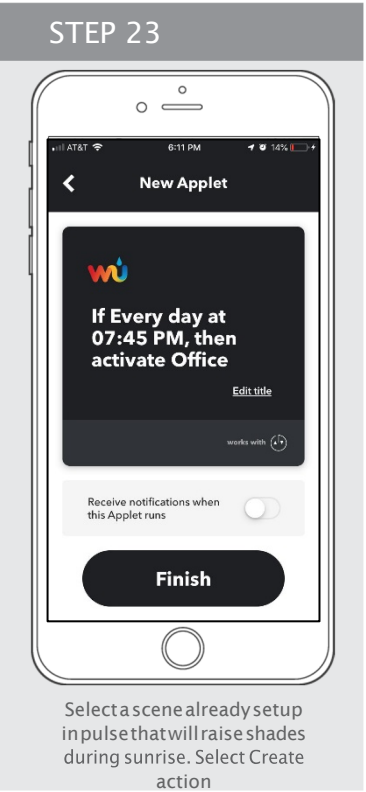 STEP 23
AT&T 6:11 PM 14%
New Applet
wu
If Every day at
07:45 PM, then
activate Office
Edit title
works with
Receive notifications when
this Applet runs
Finish
Select a scene already setup
in pulse that will raise shades
during sunrise. Select Create
action